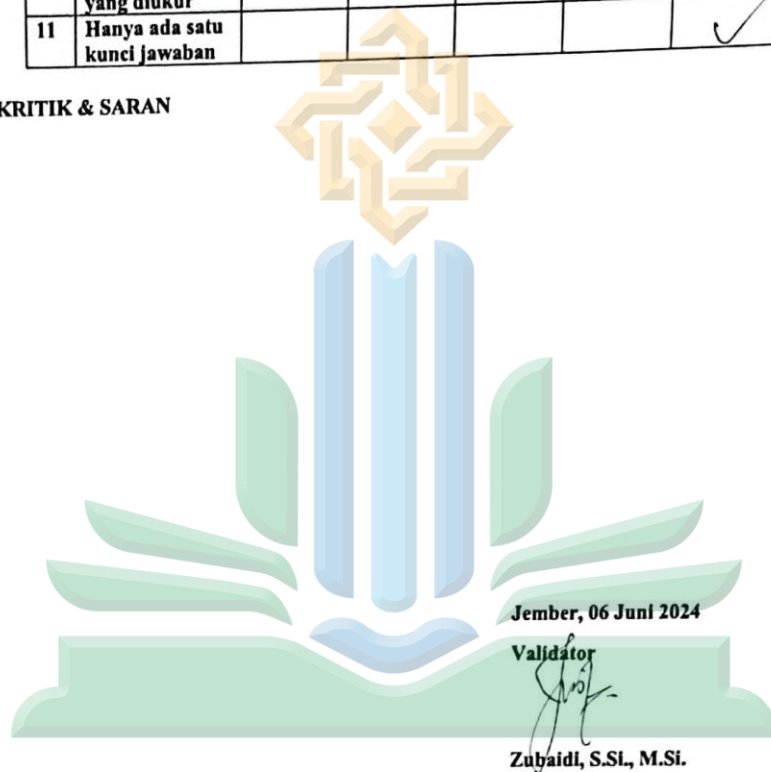 yang diukur
11 Hanya ada satu
kunci jawaban ✓
KRITIK & SARAN
Jember, 06 Juni 2024
Validator
Zubaidi, S.Si., M.Si.